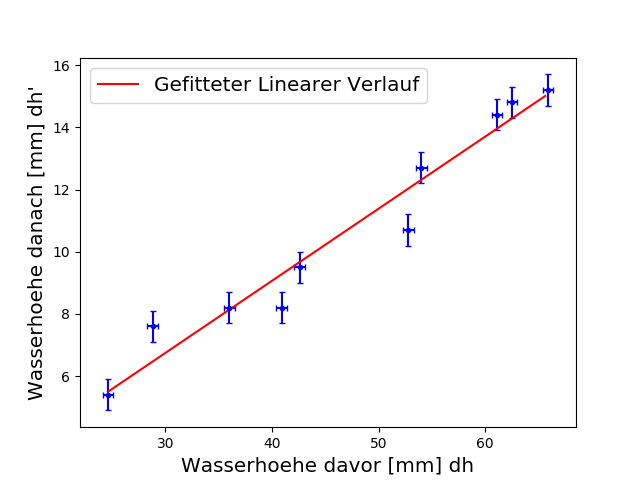 Gefitteter Linearer Verlauf
Wasserhoehe danach [mm] dh'
16
14
12
10
8
6
30 40 50 60
Wasserhoehe davor [mm] dh